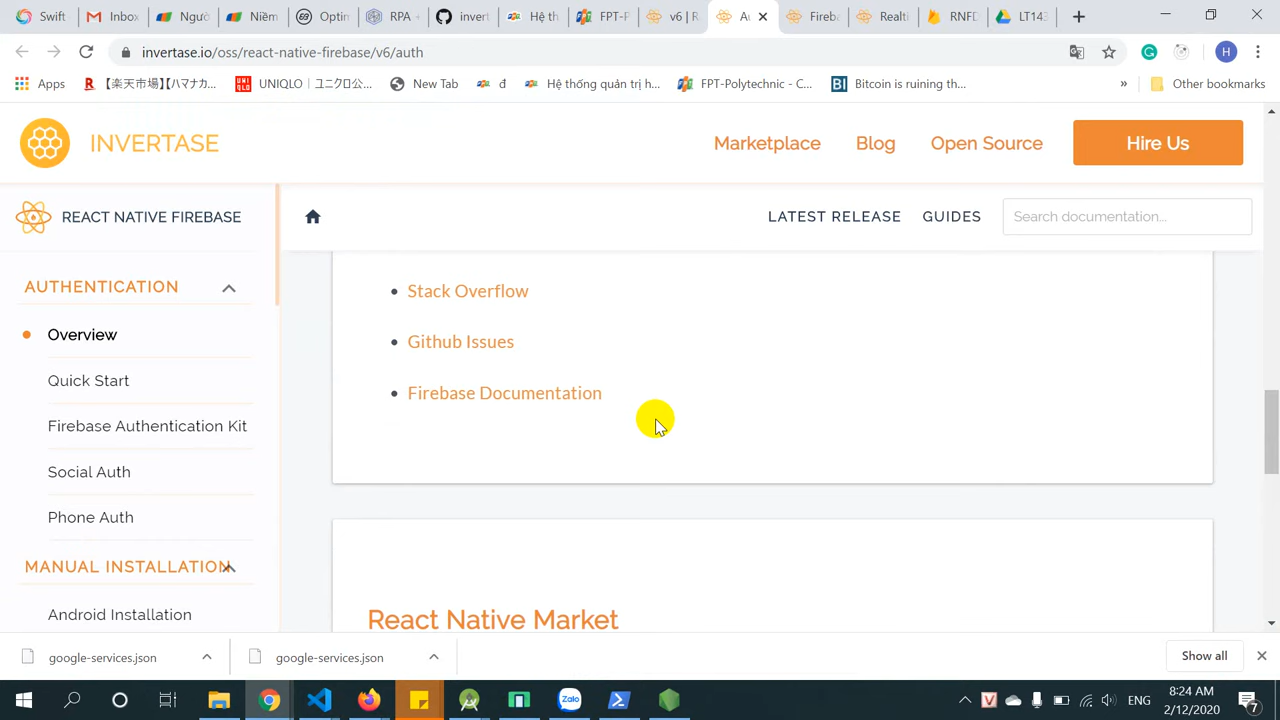 Swift
Inbo
Ngườ
Niềm
Optim
RPA +
invert
Hệ th
FPT-P
v6 | R
Au
Fireba
Realti
RNFD
LT143
invertase.io/oss/react-native-firebase/v6/auth
H
Apps
【楽天市場】【ハマナカ...
UNIQLO | ユニクロ公...
New Tab
đ
Hệ thống quản trị h...
FPT-Polytechnic - C...
Bitcoin is ruining th...
»
Other bookmarks
INVERTASE
Marketplace
Blog
Open Source
Hire Us
REACT NATIVE FIREBASE
LATEST RELEASE
GUIDES
Search documentation...
AUTHENTICATION
Overview
Quick Start
Firebase Authentication Kit
Social Auth
Phone Auth
MANUAL INSTALLATION
Android Installation
• Stack Overflow
• Github Issues
• Firebase Documentation
React Native Market
google-services.json
google-services.json
Show all
ENG
8:24 AM
2/12/2020
7